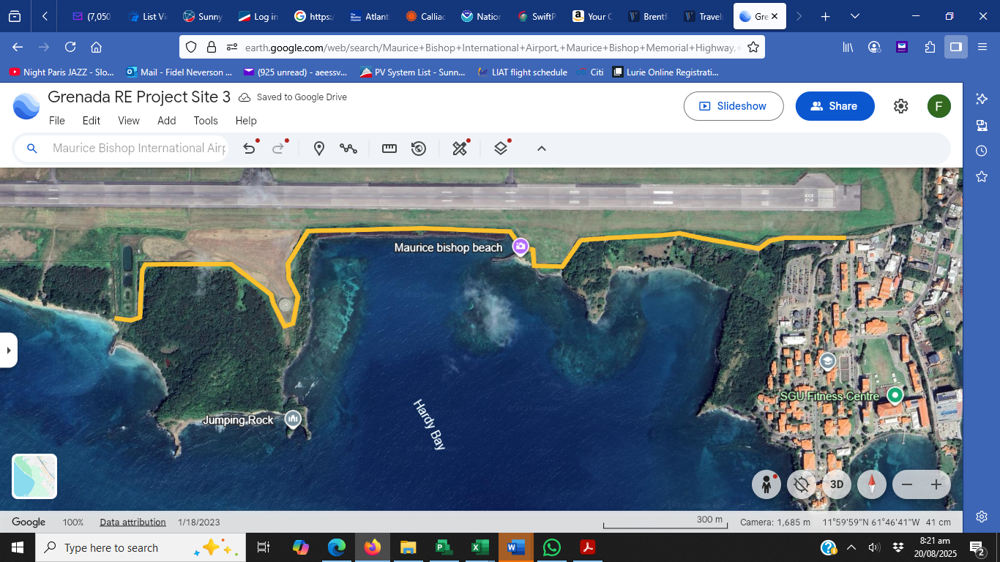 (7,050
List Vi
Sunny
Log in
https:/
Atlant
Calliac
Nation
SwiftP
Your C
Brentf
Travel
Gre
earth.google.com/web/search/Maurice+Bishop+International+Airport,+Maurice+Bishop+Memorial+Highway,+
Night Paris JAZZ - Slo...
Mail - Fidel Neverson ...
(925 unread) - aeessv...
PV System List - Sunn...
LIAT flight schedule
Citi
Lurie Online Registrati...
Grenada RE Project Site 3
Saved to Google Drive
File Edit View Add Tools Help
Slideshow
Share
F
Maurice Bishop International Airp
28
Maurice bishop beach
SGU Fitness Centre
Jumping Rock
Hardy Bay
3D
Google
100%
Data attribution
1/18/2023
300 m
Camera: 1,685 m
11°59'59"N 61°46'41"W
41 cm
Type here to search
8:21 am
20/08/2025
2